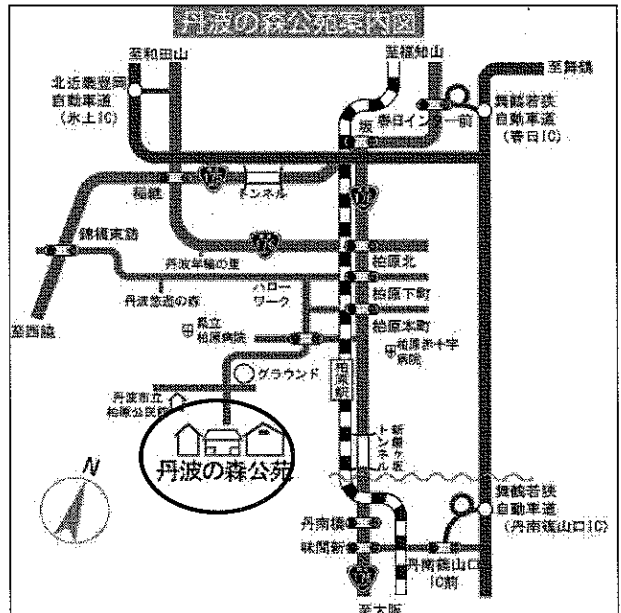 丹波の森公苑案内図
至和田山
至福知山
至舞鶴
北近畿豊岡
自動車道
(氷上IC)
舞鶴若狭
自動車道
(春日IC)
春日インター前
稲継
トンネル
丹波年輪の里
柏原北
丹波悠遊の森
ハロー
ワーク
柏原下町
至西脇
県立
柏原病院
柏原本町
柏原赤十字
病院
柏原駅
グラウンド
丹波市立
柏原公民館
丹波の森公苑
新鐘ヶ坂
トンネル
N
舞鶴若狭
自動車道
(丹南篠山口IC)
丹南橋
味間新
丹南篠山口
IC前
至大阪